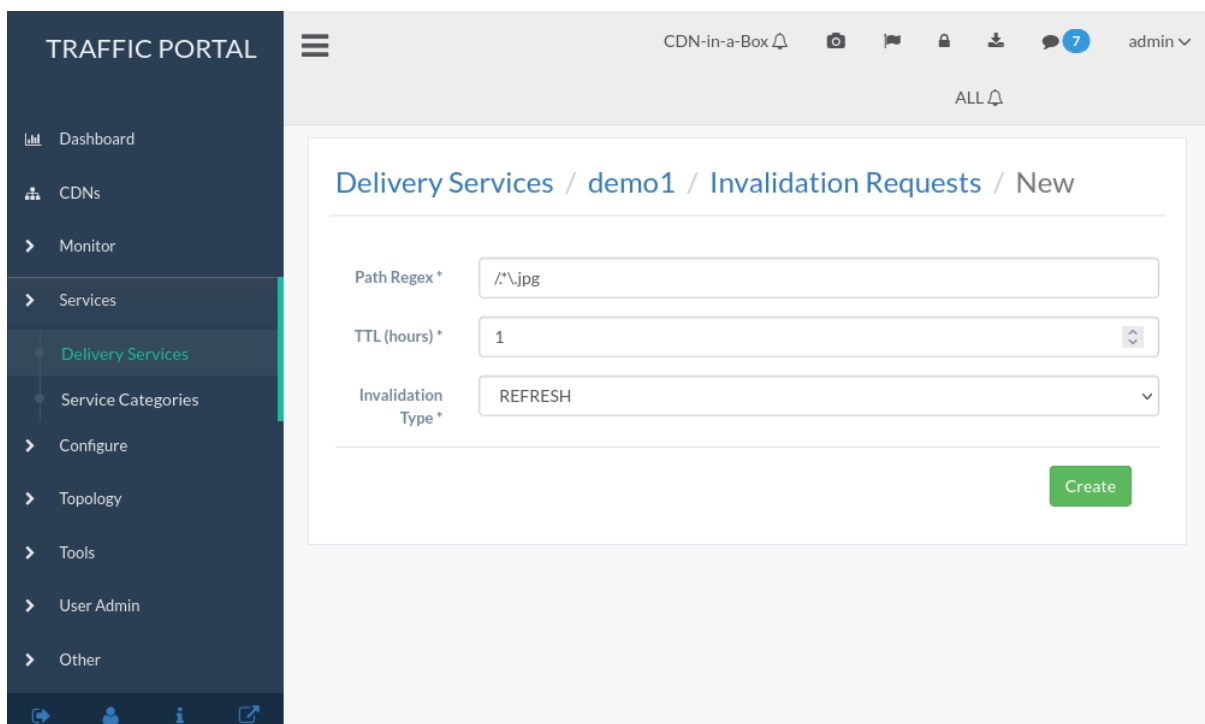 TRAFFIC PORTAL
CDN-in-a-Box
7
admin
ALL
Dashboard
CDNs
Monitor
Services
Delivery Services
Service Categories
Configure
Topology
Tools
User Admin
Other
Delivery Services / demo1 / Invalidation Requests / New
Path Regex *
/.*\.jpg
TTL (hours) *
1
Invalidation
Type *
REFRESH
Create